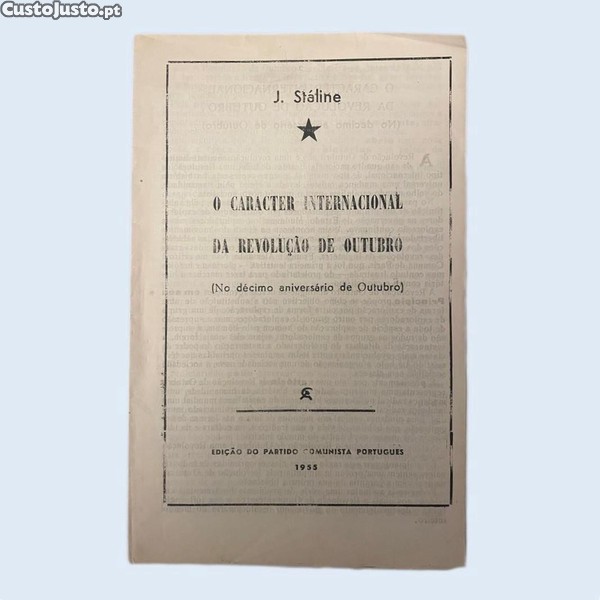 CustoJusto.pt
J. Stáline
O CARACTER INTERNACIONAL
DA REVOLUÇÃO DE OUTUBRO
(No décimo aniversário de Outubro)
EDIÇÃO DO PARTIDO COMUNISTA PORTUGUES
1955